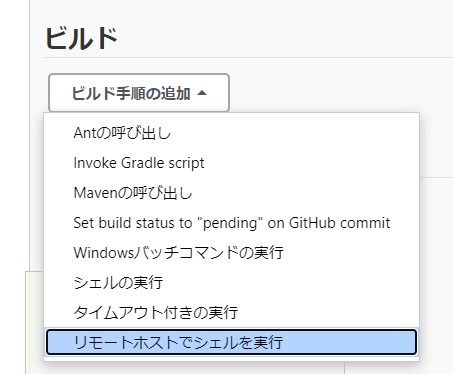 ビルド
ビルド手順の追加
Antの呼び出し
Invoke Gradle script
Mavenの呼び出し
Set build status to "pending" on GitHub commit
Windowsバッチコマンドの実行
シェルの実行
タイムアウト付きの実行
リモートホストでシェルを実行